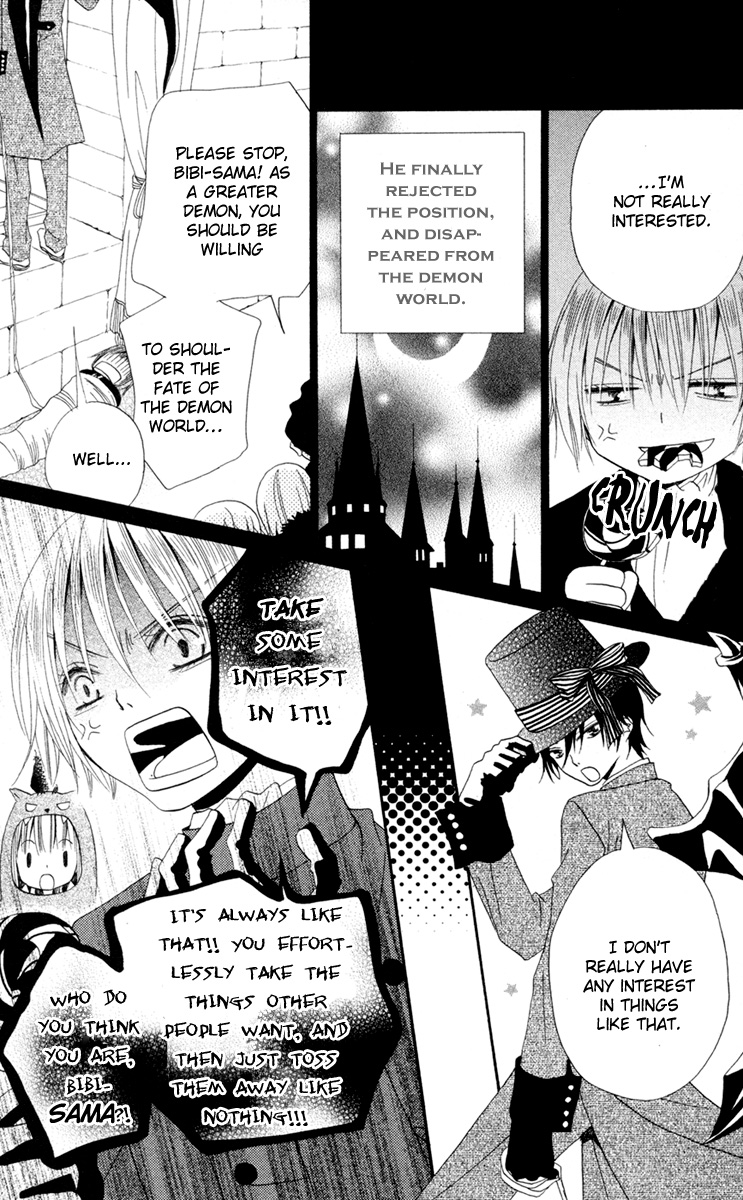 ...I'M
NOT REALLY
INTERESTED.
CRUNCH
HE FINALLY
REJECTED
THE POSITION,
AND DISAP-
PEARED FROM
THE DEMON
WORLD.
PLEASE STOP,
BIBI-SAMA! AS
A GREATER
DEMON, YOU
SHOULD BE
WILLING
TO SHOUL-
DER THE
FATE OF
THE DEMON
WORLD...
WELL...
I DON'T
REALLY HAVE
ANY INTEREST
IN THINGS
LIKE THAT.
TAKE
SOME
INTEREST
IN IT!!
IT'S ALWAYS LIKE
THAT!! YOU EFFORT-
LESSLY TAKE THE
THINGS OTHER
PEOPLE WANT, AND
THEN JUST TOSS
THEM AWAY LIKE
NOTHING!!!
WHO DO
YOU THINK
YOU ARE,
BIBI-
SAMA?!